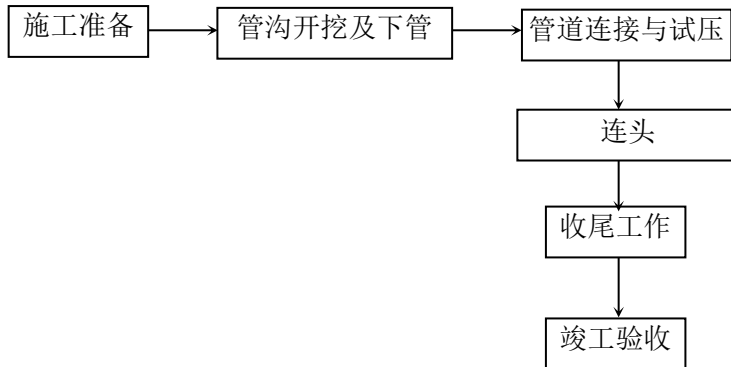 施工准备
管沟开挖及下管
管道连接与试压
连头
收尾工作
竣工验收